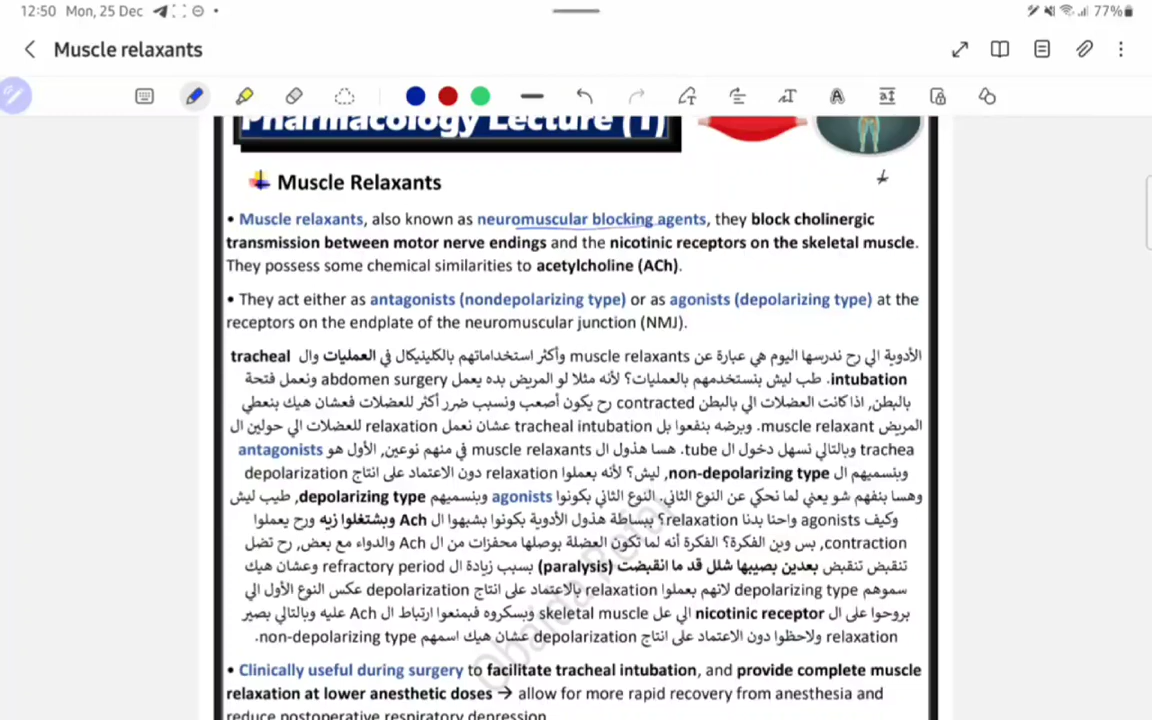 12:50 Mon, 25 Dec
77%
Muscle relaxants
Pharmacology Lecture (1)
Muscle Relaxants
• Muscle relaxants, also known as neuromuscular blocking agents, they block cholinergic
transmission between motor nerve endings and the nicotinic receptors on the skeletal muscle.
They possess some chemical similarities to acetylcholine (ACh).
• They act either as antagonists (nondepolarizing type) or as agonists (depolarizing type) at the
receptors on the endplate of the neuromuscular junction (NMJ).
الأدوية الي رح ندرسها اليوم هي عبارة عن muscle relaxants وأكثر استخداماتهم بالكلينيكال في العمليات وال tracheal
intubation. طب ليش بنستخدمهم بالعمليات؟ لأنه مثلا لو المريض بده يعمل abdomen surgery ونعمل فتحة
بالبطن, اذا كانت العضلات الي بالبطن contracted رح يكون أصعب ونسبب ضرر أكثر للعضلات فعشان هيك بنعطي
المريض muscle relaxant. وبرضه بنفعوا بل tracheal intubation عشان نعمل relaxation للعضلات الي حولين ال
trachea وبالتالي نسهل دخول ال tube. هسا هذول ال muscle relaxants في منهم نوعين, الأول هو antagonists
وبنسميهم ال non-depolarizing type, ليش؟ لأنه بعملوا relaxation دون الاعتماد على انتاج depolarization
وهسا بنفهم شو يعني لما نحكي عن النوع الثاني. النوع الثاني بكونوا agonists وبنسميهم depolarizing type, طيب ليش
وكيف agonists واحنا بدنا relaxation؟ ببساطة هذول الأدوية بكونوا بشبهوا ال Ach وبشتغلوا زيه ورح يعملوا
contraction, بس وين الفكرة؟ الفكرة أنه لما تكون العضلة بوصلها محفزات من ال Ach والدواء مع بعض, رح تضل
تنقبض تنقبض بعدين بصيبها شلل قد ما انقبضت (paralysis) بسبب زيادة ال refractory period وعشان هيك
سموهم depolarizing type لانهم بعملوا relaxation بالاعتماد على انتاج depolarization عكس النوع الأول الي
بروحوا على ال nicotinic receptor الي عل skeletal muscle وبسكروه فبمنعوا ارتباط ال Ach عليه وبالتالي بصير
relaxation ولاحظوا دون الاعتماد على انتاج depolarization عشان هيك اسمهم non-depolarizing type.
• Clinically useful during surgery to facilitate tracheal intubation, and provide complete muscle
relaxation at lower anesthetic doses → allow for more rapid recovery from anesthesia and
reduce postoperative respiratory depression